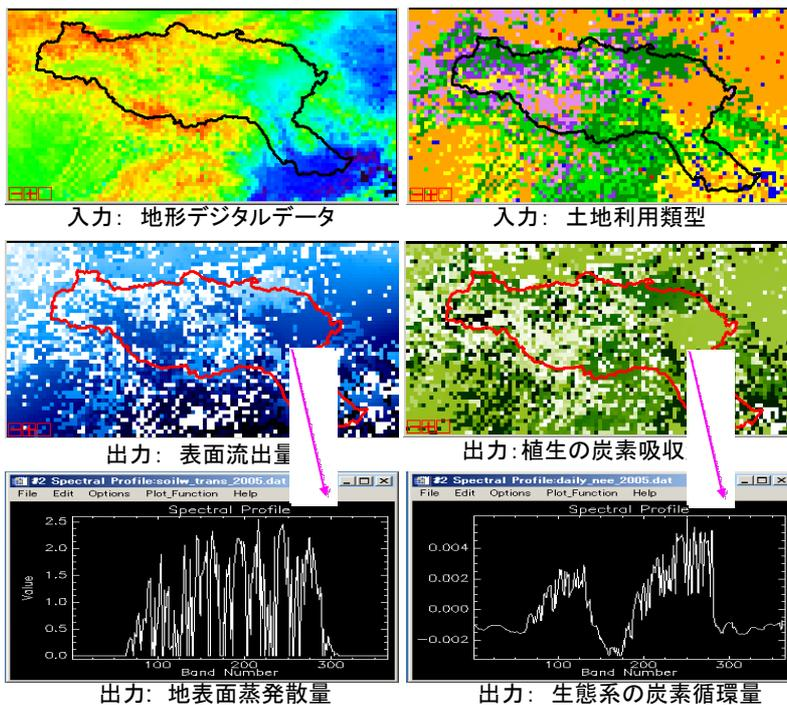 入力: 地形デジタルデータ
入力: 土地利用類型
出力: 表面流出量
出力:植生の炭素吸収
#2 Spectral Profile:soilw_trans_2005.dat
File Edit Options Plot_Function Help
Spectral Profile
2.5
2.0
1.5
1.0
0.5
0.0
Value
100 200 300
Band Number
#2 Spectral Profile:daily_nee_2005.dat
File Edit Options Plot_Function Help
Spectral Profile
0.004
0.002
0.000
-0.002
100 200 300
Band Number
出力: 地表面蒸発散量
出力: 生態系の炭素循環量